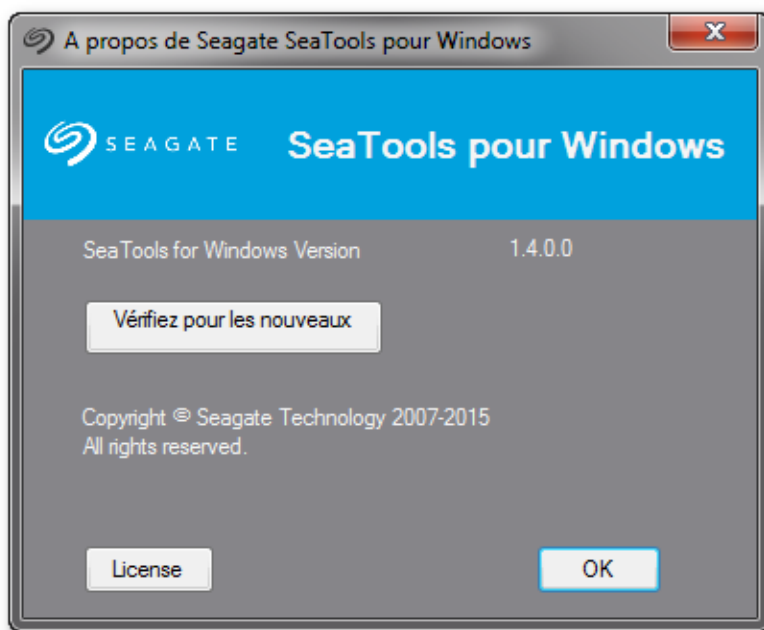 A propos de Seagate SeaTools pour Windows
SEAGATE
SeaTools pour Windows
SeaTools for Windows Version 1.4.0.0
Vérifiez pour les nouveaux
Copyright © Seagate Technology 2007-2015
All rights reserved.
License
OK